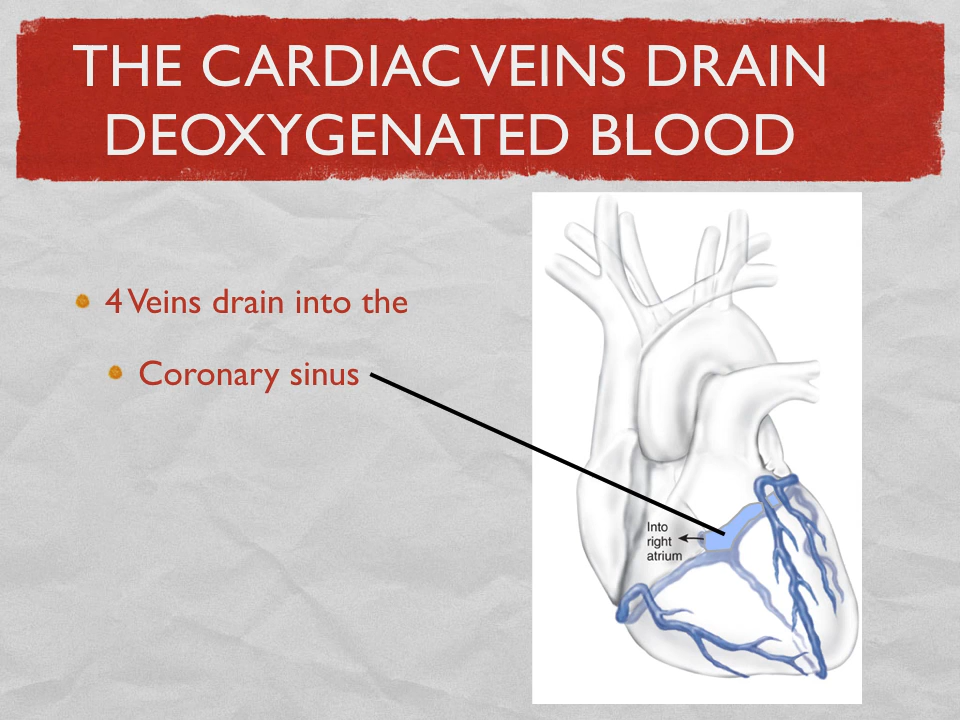 THE CARDIAC VEINS DRAIN
DEOXYGENATED BLOOD
4 Veins drain into the
Coronary sinus
Into
right
atrium